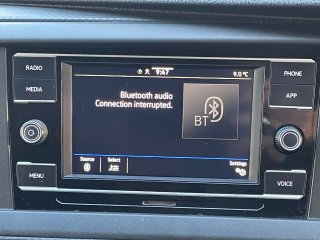 RADIO
MEDIA
MENU
9:47
9.0°C
Bluetooth audio
Connection interrupted.
BT
Source
Select
Settings
PHONE
APP
VOICE